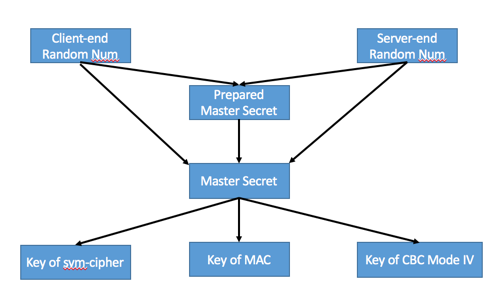 Client-end
Random Num
Server-end
Random Num
Prepared
Master Secret
Master Secret
Key of svm-cipher
Key of MAC
Key of CBC Mode IV